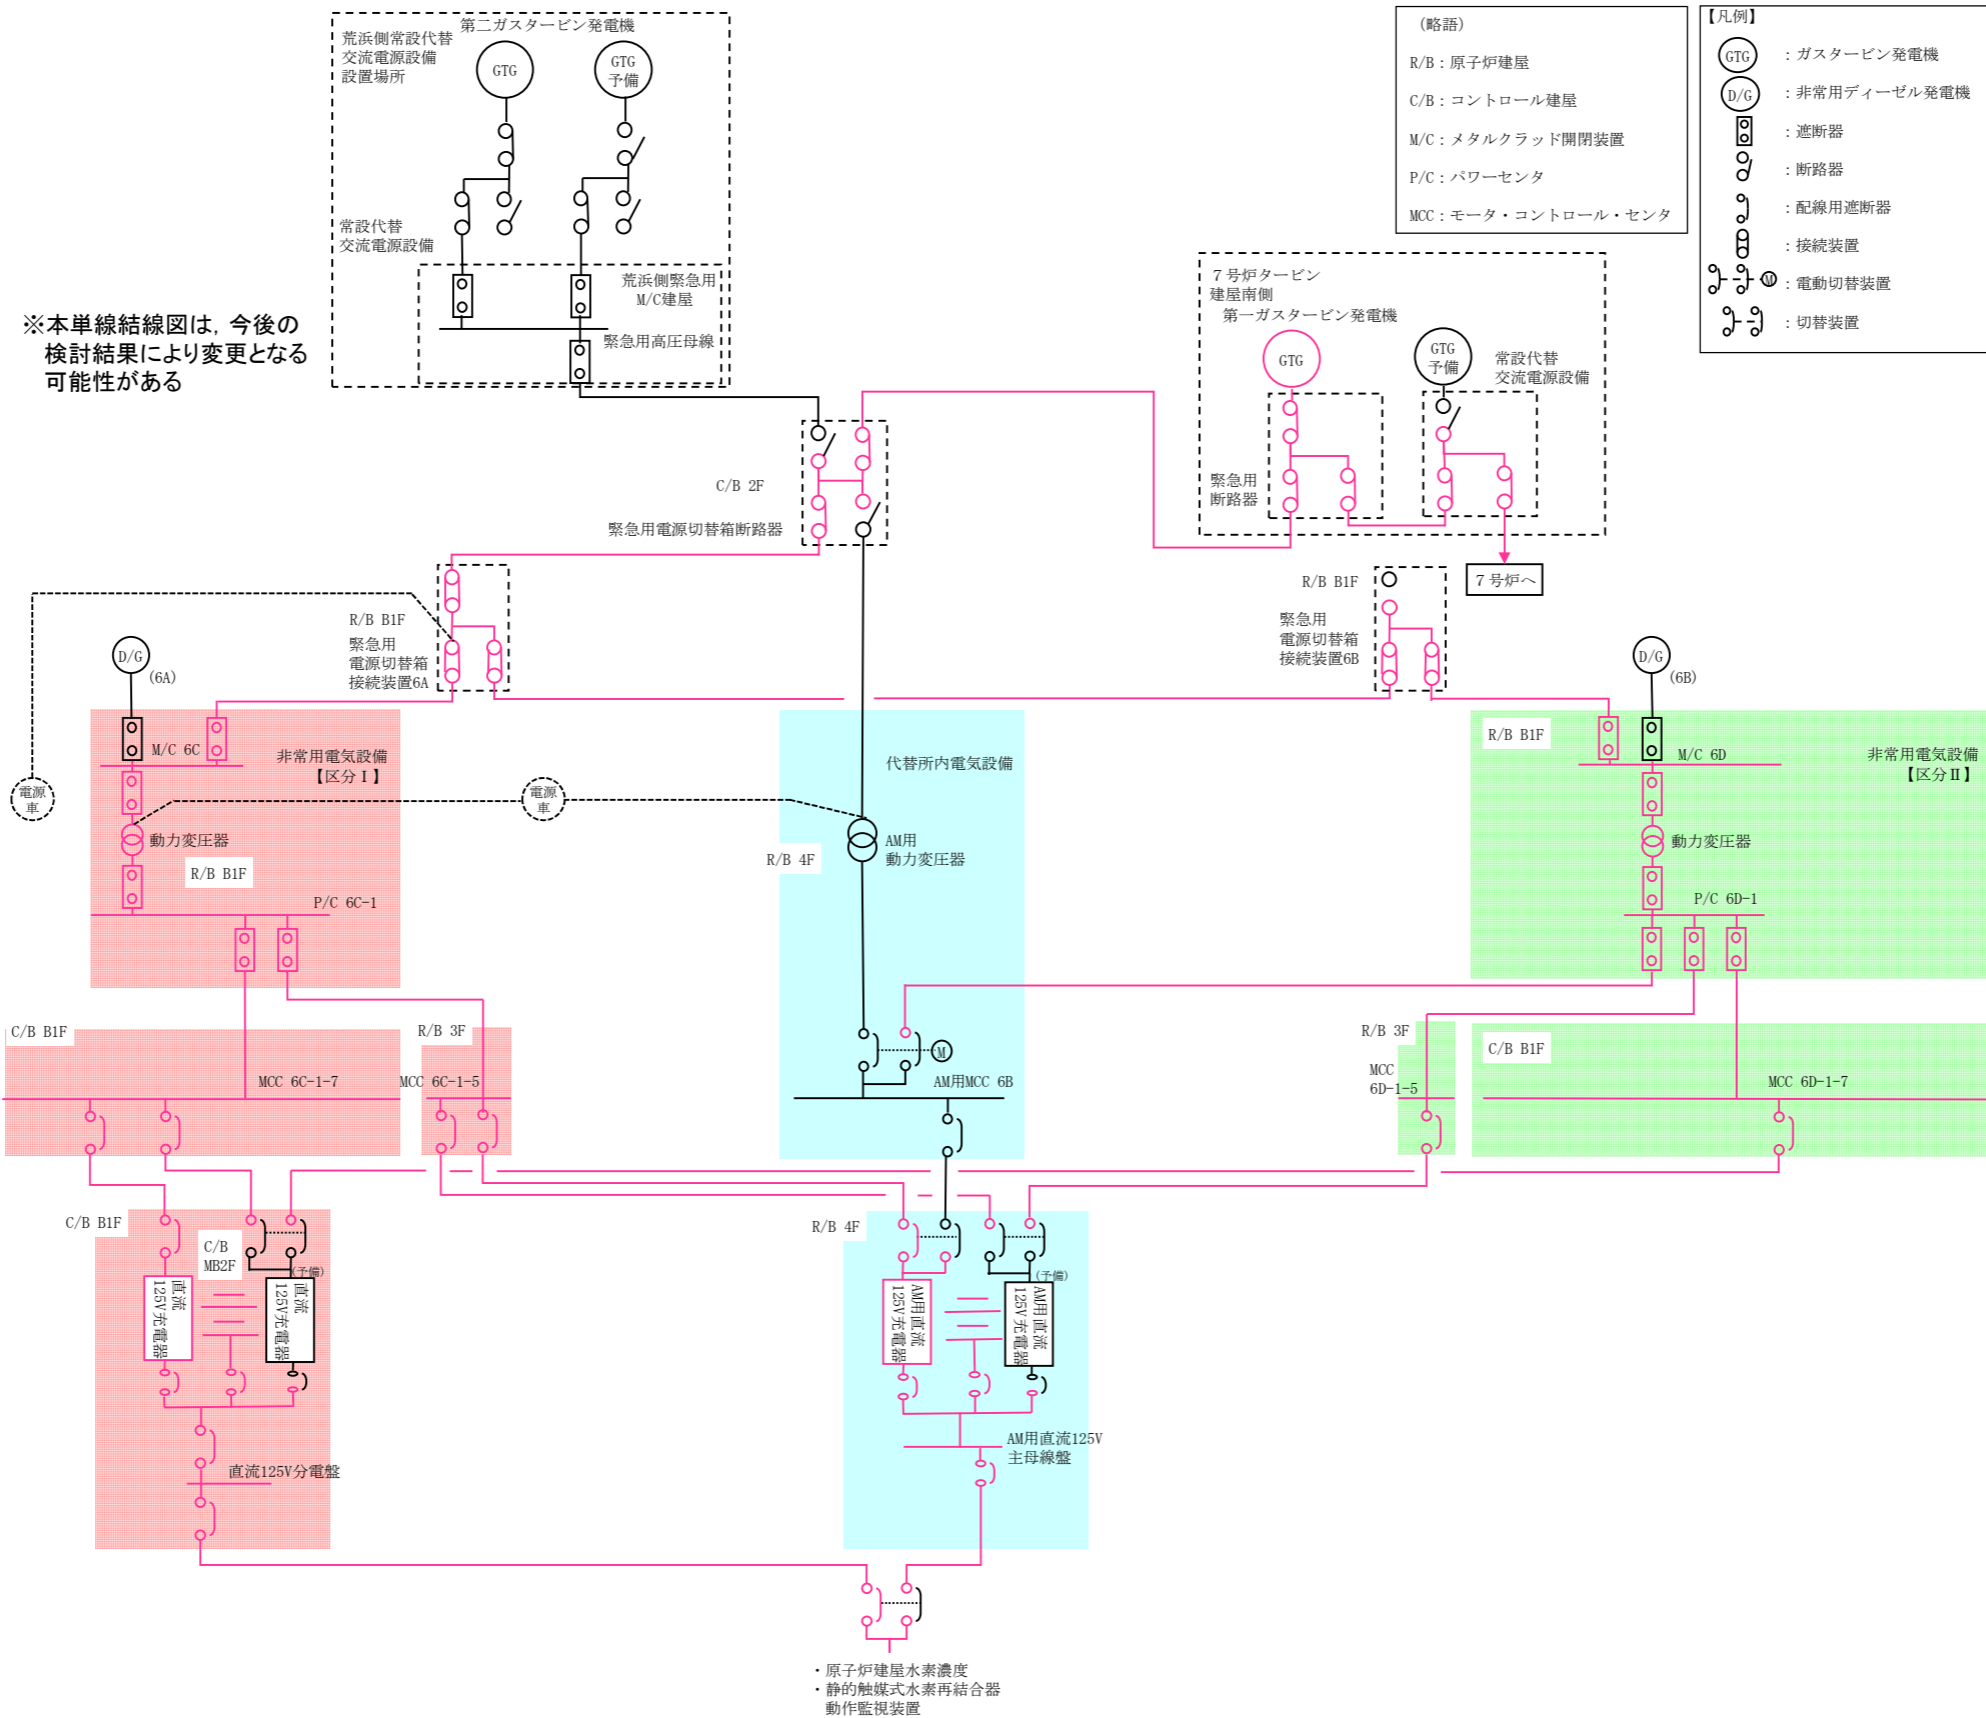 第二ガスタービン発電機
荒浜側常設代替
交流電源設備
設置場所
GTG
GTG
予備
常設代替
交流電源設備
荒浜側緊急用
M/C建屋
緊急用高圧母線
※本単線結線図は，今後の
検討結果により変更となる
可能性がある
（略語）
R/B：原子炉建屋
C/B：コントロール建屋
M/C：メタルクラッド開閉装置
P/C：パワーセンタ
MCC：モータ・コントロール・センタ
【凡例】
GTG ：ガスタービン発電機
D/G ：非常用ディーゼル発電機
：遮断器
：断路器
：配線用遮断器
：接続装置
M ：電動切替装置
：切替装置
７号炉タービン
建屋南側
第一ガスタービン発電機
GTG
GTG
予備
常設代替
交流電源設備
緊急用
断路器
７号炉へ
C/B 2F
緊急用電源切替箱断路器
R/B B1F
緊急用
電源切替箱
接続装置6A
R/B B1F
緊急用
電源切替箱
接続装置6B
D/G
(6A)
D/G
(6B)
M/C 6C
非常用電気設備
【区分Ⅰ】
電源
車
電源
車
動力変圧器
R/B B1F
P/C 6C-1
代替所内電気設備
R/B 4F
AM用
動力変圧器
R/B B1F
M/C 6D
非常用電気設備
【区分Ⅱ】
動力変圧器
P/C 6D-1
C/B B1F
MCC 6C-1-7
R/B 3F
MCC 6C-1-5
M
AM用MCC 6B
R/B 3F
MCC
6D-1-5
C/B B1F
MCC 6D-1-7
C/B B1F
C/B
MB2F
(予備)
直流
125V充電器
直流
125V充電器
直流125V分電盤
R/B 4F
(予備)
AM用直流
125V充電器
AM用直流
125V充電器
AM用直流125V
主母線盤
・原子炉建屋水素濃度
・静的触媒式水素再結合器
動作監視装置